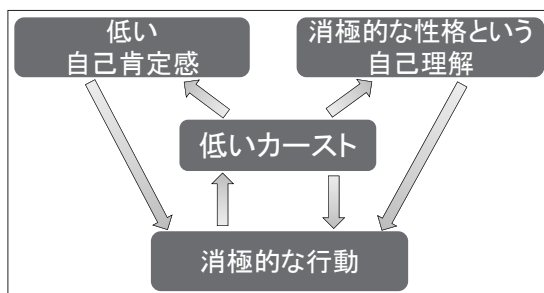 低い
自己肯定感
消極的な性格という
自己理解
低いカースト
消極的な行動